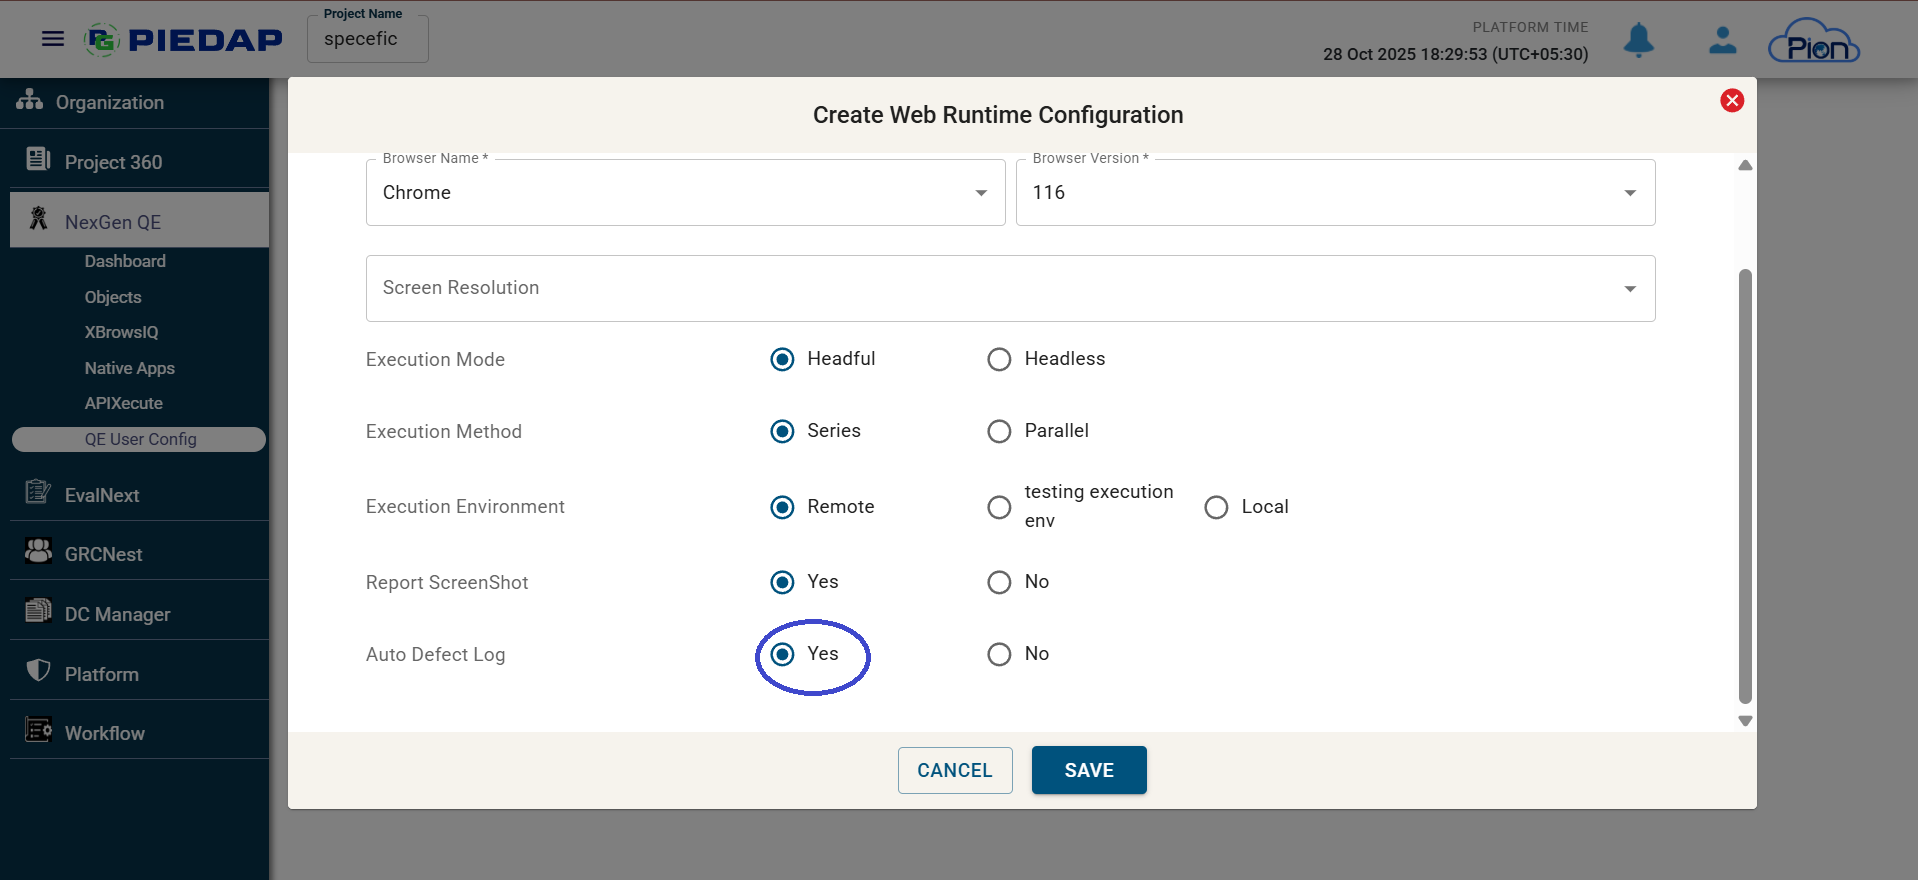 Project Name
PIEDAP
specefic
PLATFORM TIME
28 Oct 2025 18:29:53 (UTC+05:30)
Pion
Organization
Project 360
NexGen QE
Dashboard
Objects
XBrowsIQ
Native Apps
APIXecute
QE User Config
EvalNext
GRCNest
DC Manager
Platform
Workflow
Create Web Runtime Configuration
Browser Name *
Chrome
Browser Version *
116
Screen Resolution
Execution Mode
Headful
Headless
Execution Method
Series
Parallel
Execution Environment
Remote
testing execution
env
Local
Report ScreenShot
Yes
No
Auto Defect Log
Yes
No
CANCEL
SAVE